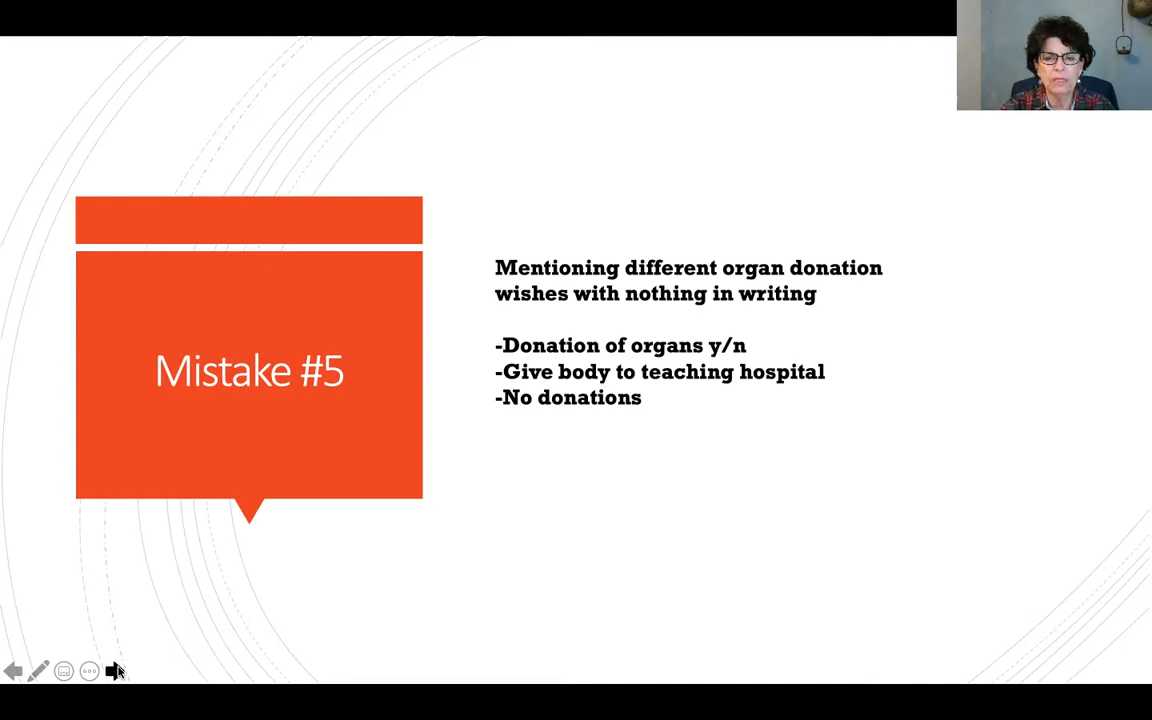 Mistake #5
Mentioning different organ donation
wishes with nothing in writing
-Donation of organs y/n
-Give body to teaching hospital
-No donations